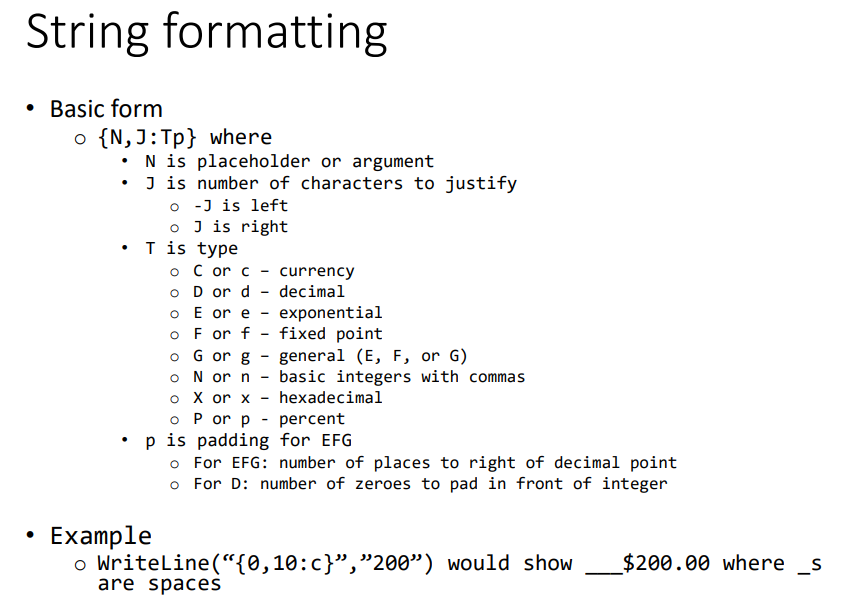 String formatting
• Basic form
○ {N,J:Tp} where
• N is placeholder or argument
• J is number of characters to justify
○ -J is left
○ J is right
• T is type
○ C or c – currency
○ D or d – decimal
○ E or e – exponential
○ F or f – fixed point
○ G or g – general (E, F, or G)
○ N or n – basic integers with commas
○ X or x – hexadecimal
○ P or p - percent
• p is padding for EFG
○ For EFG: number of places to right of decimal point
○ For D: number of zeroes to pad in front of integer
• Example
○ WriteLine(“{0,10:c}”,”200”) would show ___$200.00 where _s
are spaces